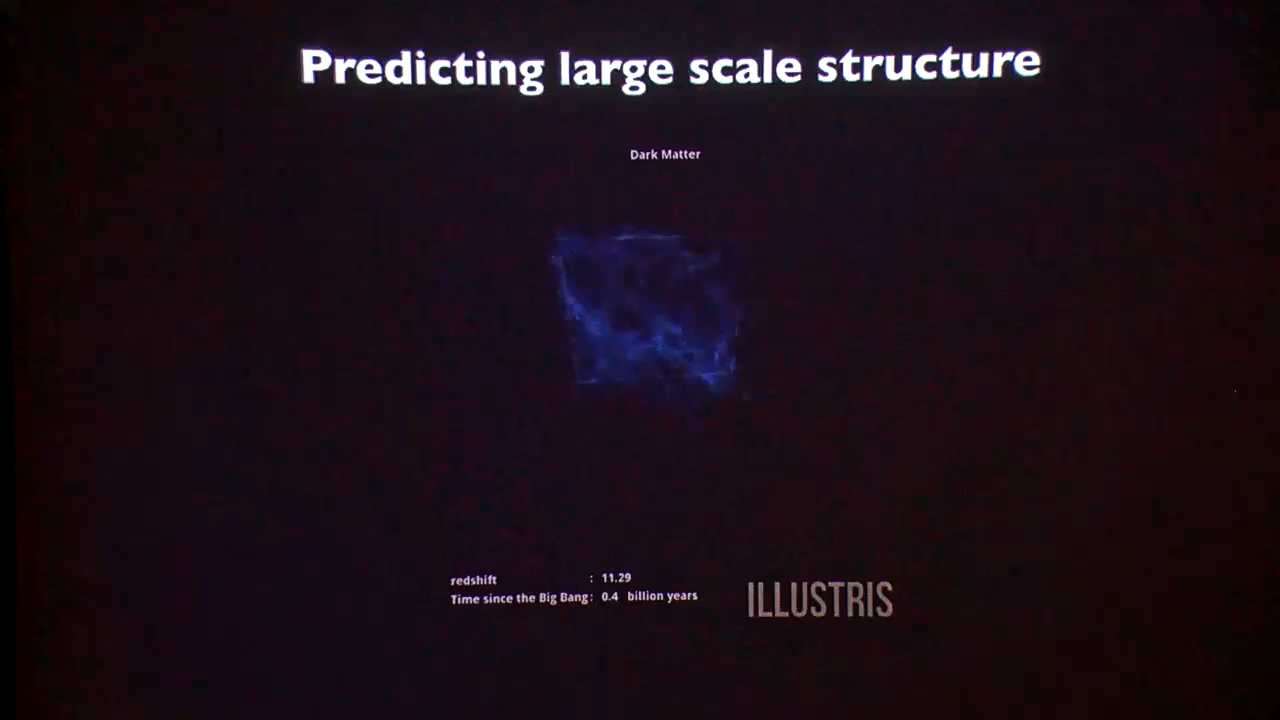 Predicting large scale structure
Dark Matter
redshift : 11.29
Time since the Big Bang : 0.4 billion years
ILLUSTRIS